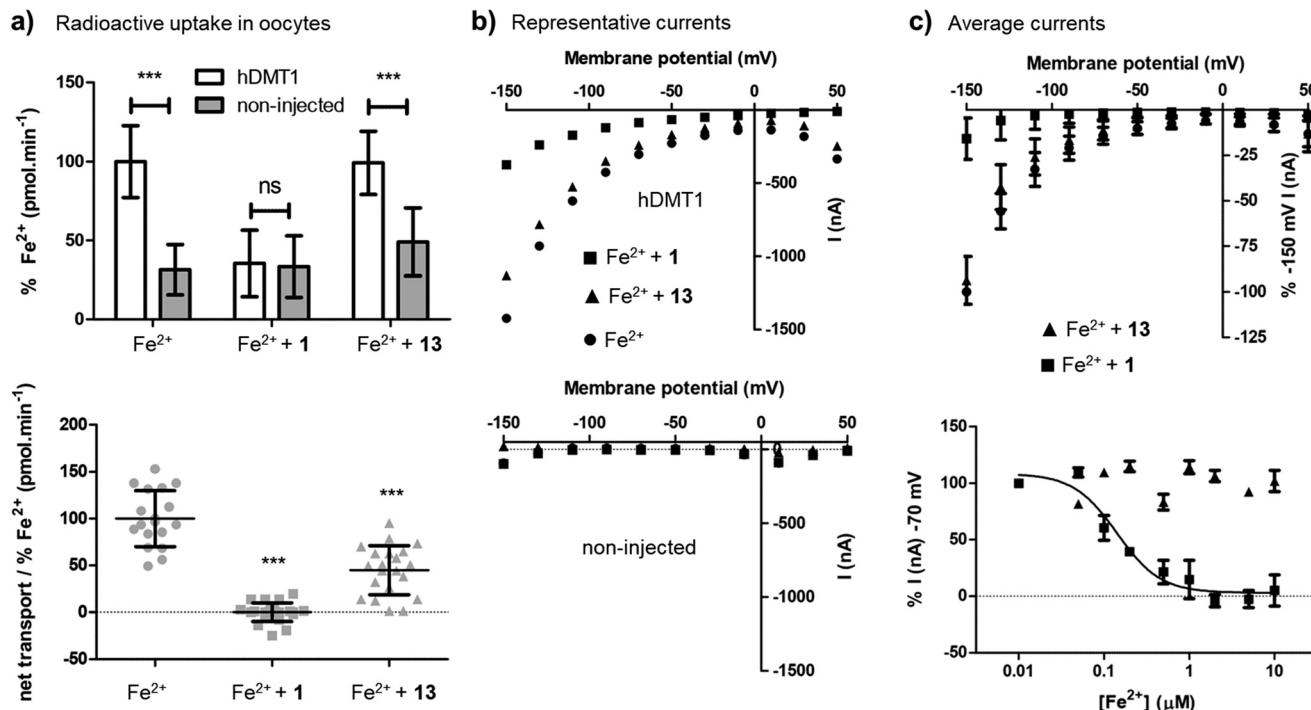 a) Radioactive uptake in oocytes
% Fe²⁺ (pmol.min⁻¹)
150
100
50
0
***
***
ns
hDMT1
non-injected
Fe²⁺
Fe²⁺ + 1
Fe²⁺ + 13
net transport / % Fe²⁺ (pmol.min⁻¹)
200
150
100
50
0
-50
***
***
Fe²⁺
Fe²⁺ + 1
Fe²⁺ + 13
b) Representative currents
Membrane potential (mV)
-150
-100
-50
0
50
-500
-1000
-1500
I (nA)
hDMT1
Fe²⁺ + 1
Fe²⁺ + 13
Fe²⁺
Membrane potential (mV)
-150
-100
-50
0
50
0
-500
-1000
-1500
I (nA)
non-injected
c) Average currents
Membrane potential (mV)
-150
-100
-50
0
50
-25
-50
-75
-100
-125
% -150 mV I (nA)
Fe²⁺ + 13
Fe²⁺ + 1
% I (nA) -70 mV
150
100
50
0
-50
0.01
0.1
1
10
[Fe²⁺] (μM)